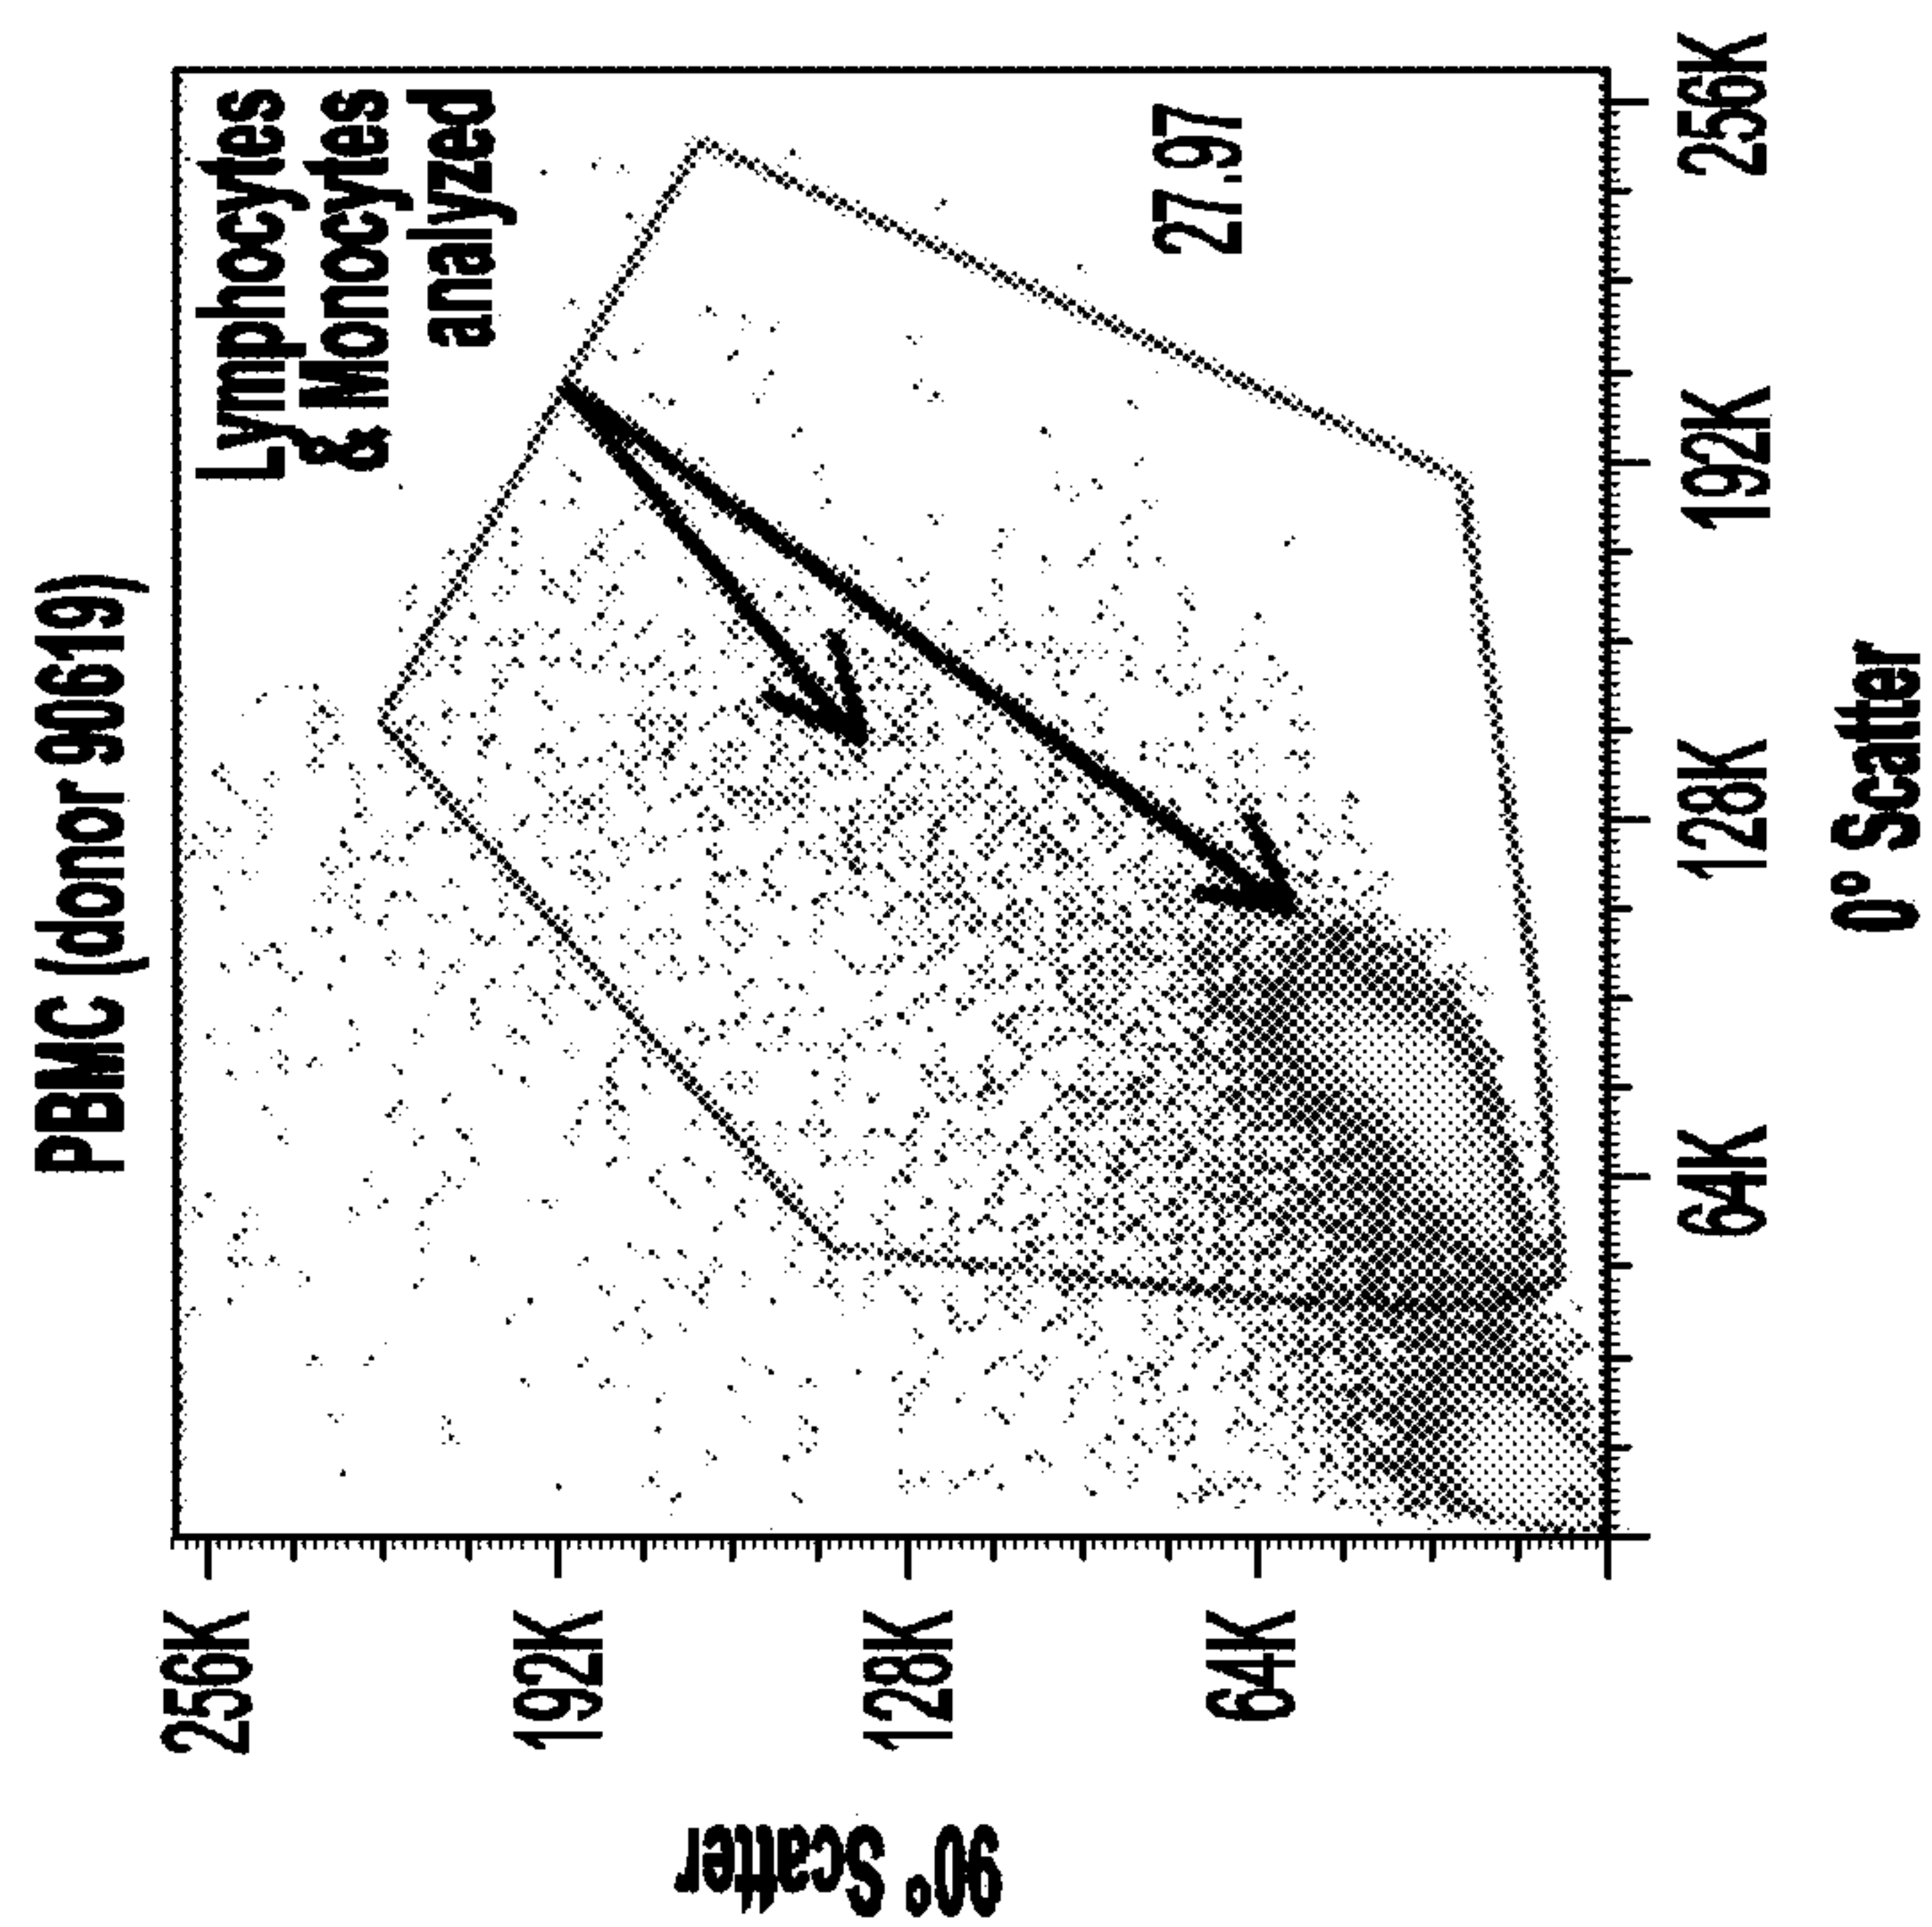 PBMC (donor 90619)
Lymphocytes
& Monocytes
analyzed
27.97
256K
192K
128K
64K
90° Scatter
64K
128K
192K
256K
0° Scatter